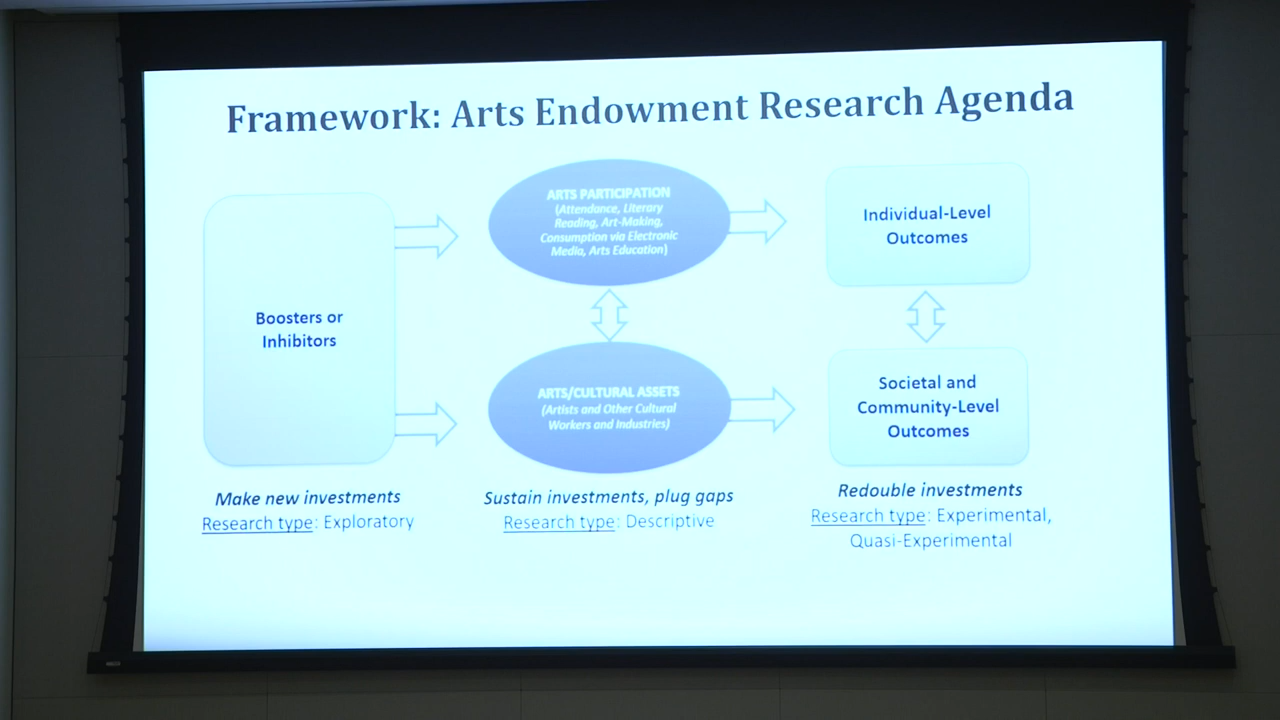 Framework: Arts Endowment Research Agenda
Boosters or
Inhibitors
ARTS PARTICIPATION
(Attendance, Literary
Reading, Art-Making,
Consumption via Electronic
Media, Arts Education)
Individual-Level
Outcomes
ARTS/CULTURAL ASSETS
(Artists and Other Cultural
Workers and Industries)
Societal and
Community-Level
Outcomes
Make new investments
Research type: Exploratory
Sustain investments, plug gaps
Research type: Descriptive
Redouble investments
Research type: Experimental,
Quasi-Experimental